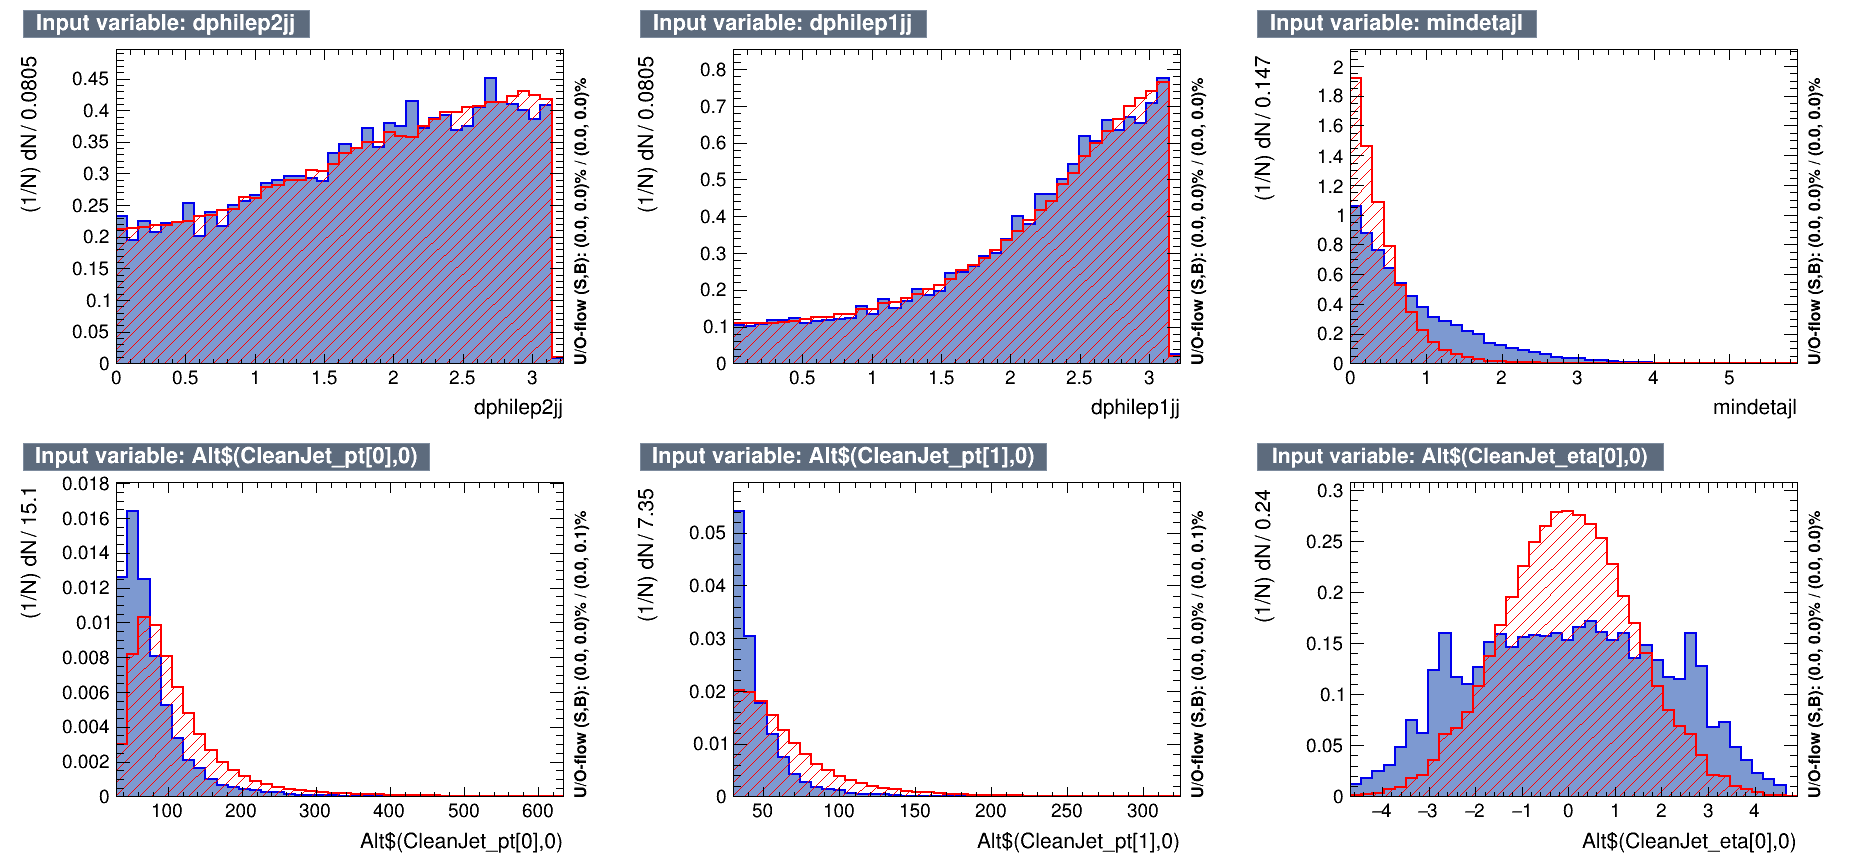 Input variable: dphilep2jj
(1/N) dN / 0.0805
0.45
0.4
0.35
0.3
0.25
0.2
0.15
0.1
0.05
0
0 0.5 1 1.5 2 2.5 3
dphilep2jj
U/O-flow (S,B): (0.0, 0.0)% / (0.0, 0.0)%
Input variable: dphilep1jj
(1/N) dN / 0.0805
0.8
0.7
0.6
0.5
0.4
0.3
0.2
0.1
0
0.5 1 1.5 2 2.5 3
dphilep1jj
U/O-flow (S,B): (0.0, 0.0)% / (0.0, 0.0)%
Input variable: mindetajl
(1/N) dN / 0.147
2
1.8
1.6
1.4
1.2
1
0.8
0.6
0.4
0.2
0
0 1 2 3 4 5
mindetajl
U/O-flow (S,B): (0.0, 0.0)% / (0.0, 0.0)%
Input variable: Alt$(CleanJet_pt[0],0)
(1/N) dN / 15.1
0.018
0.016
0.014
0.012
0.01
0.008
0.006
0.004
0.002
0
100 200 300 400 500 600
Alt$(CleanJet_pt[0],0)
U/O-flow (S,B): (0.0, 0.0)% / (0.0, 0.1)%
Input variable: Alt$(CleanJet_pt[1],0)
(1/N) dN / 7.35
0.05
0.04
0.03
0.02
0.01
0
50 100 150 200 250 300
Alt$(CleanJet_pt[1],0)
U/O-flow (S,B): (0.0, 0.0)% / (0.0, 0.1)%
Input variable: Alt$(CleanJet_eta[0],0)
(1/N) dN / 0.24
0.3
0.25
0.2
0.15
0.1
0.05
0
−4 −3 −2 −1 0 1 2 3 4
Alt$(CleanJet_eta[0],0)
U/O-flow (S,B): (0.0, 0.0)% / (0.0, 0.0)%